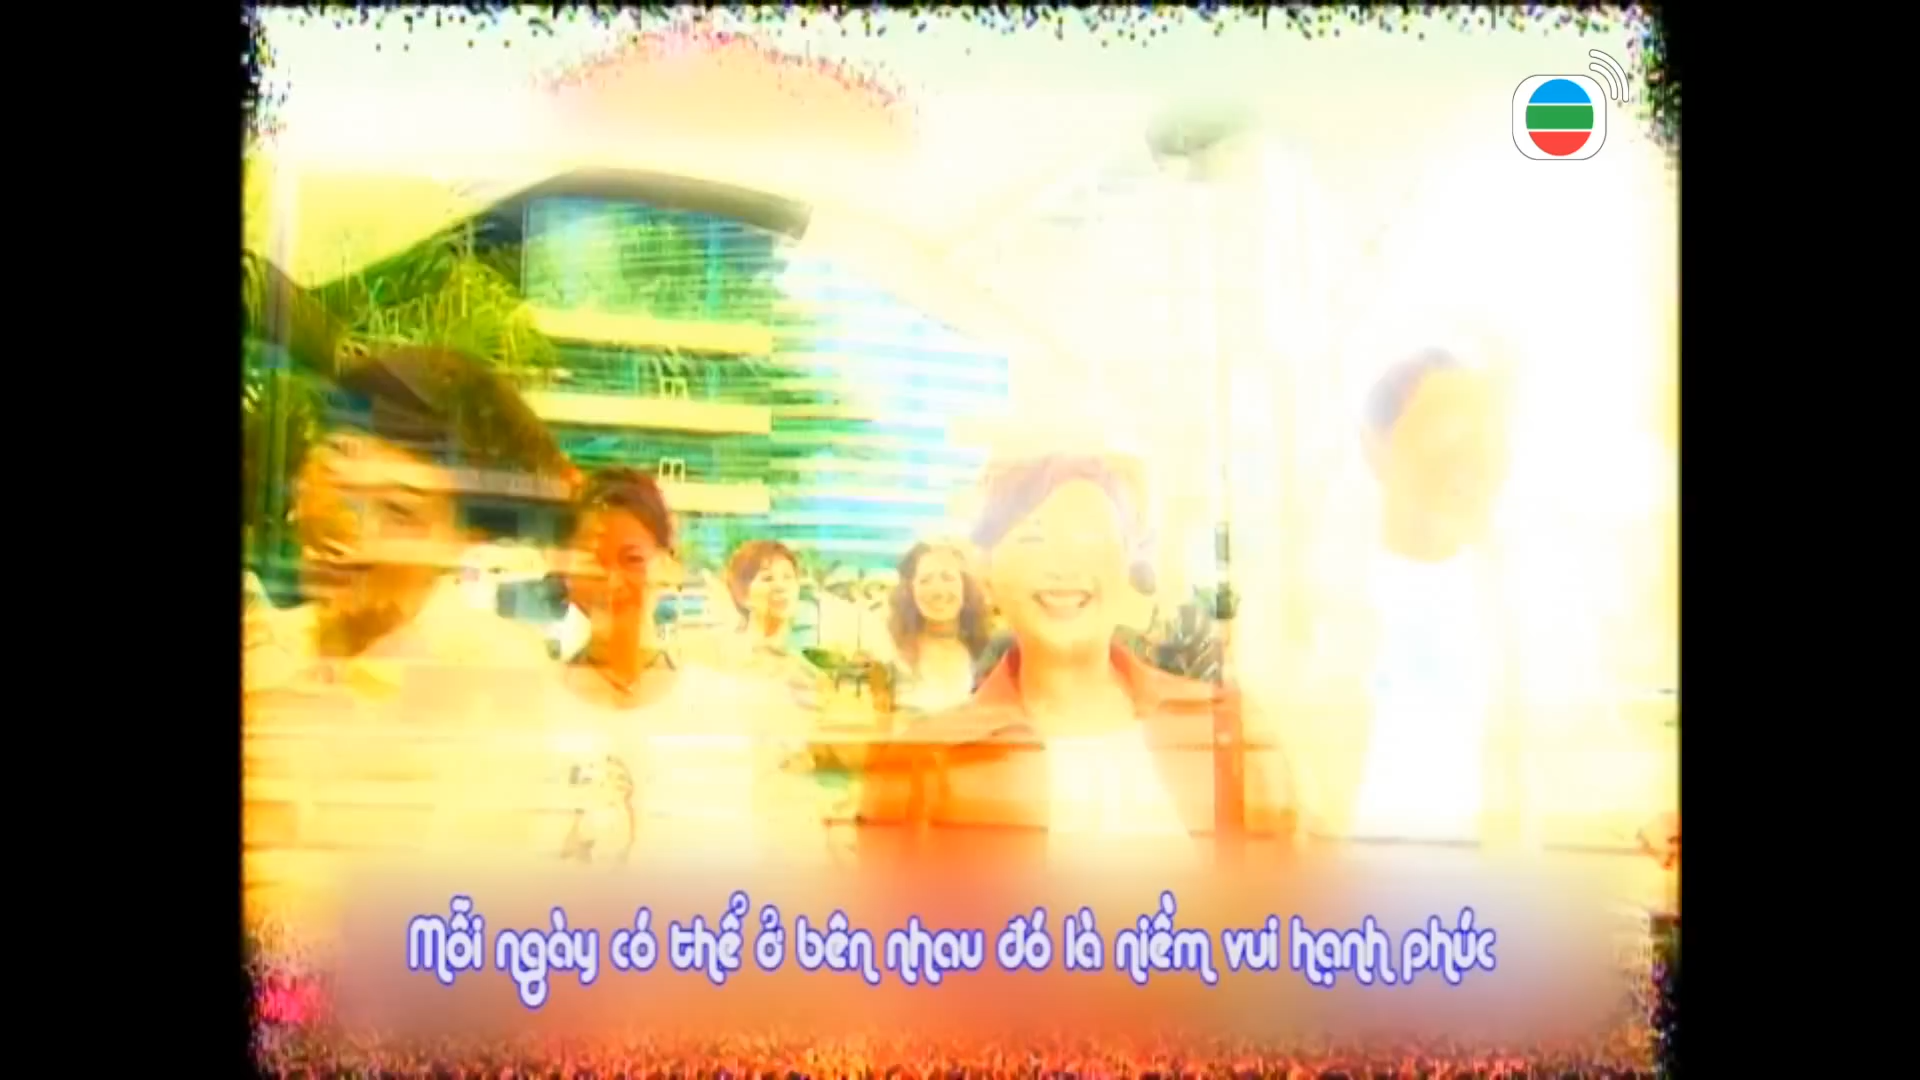 Mỗi ngày có thể ở bên nhau đó là niềm vui hạnh phúc